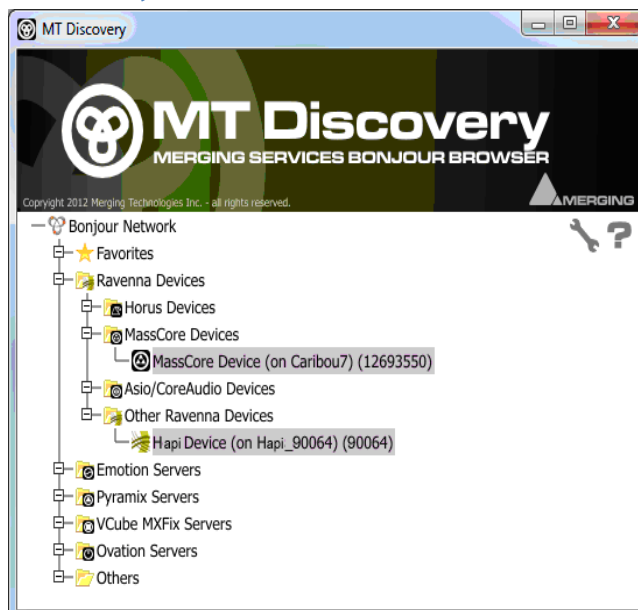 MT Discovery
MT Discovery
MERGING SERVICES BONJOUR BROWSER
Copyright 2012 Merging Technologies Inc. - all rights reserved.
MERGING
Bonjour Network
Favorites
Ravenna Devices
Horus Devices
MassCore Devices
MassCore Device (on Caribou7) (12693550)
Asio/CoreAudio Devices
Other Ravenna Devices
Hapi Device (on Hapi_90064) (90064)
Emotion Servers
Pyramix Servers
VCube MXFix Servers
Ovation Servers
Others